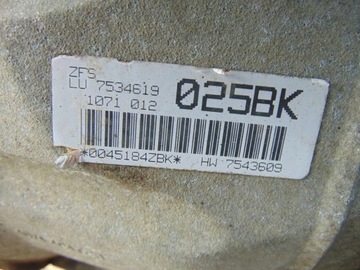 ZFS
LU 7534619
1071 012 025BK
*0045184ZBK* HW 7543609